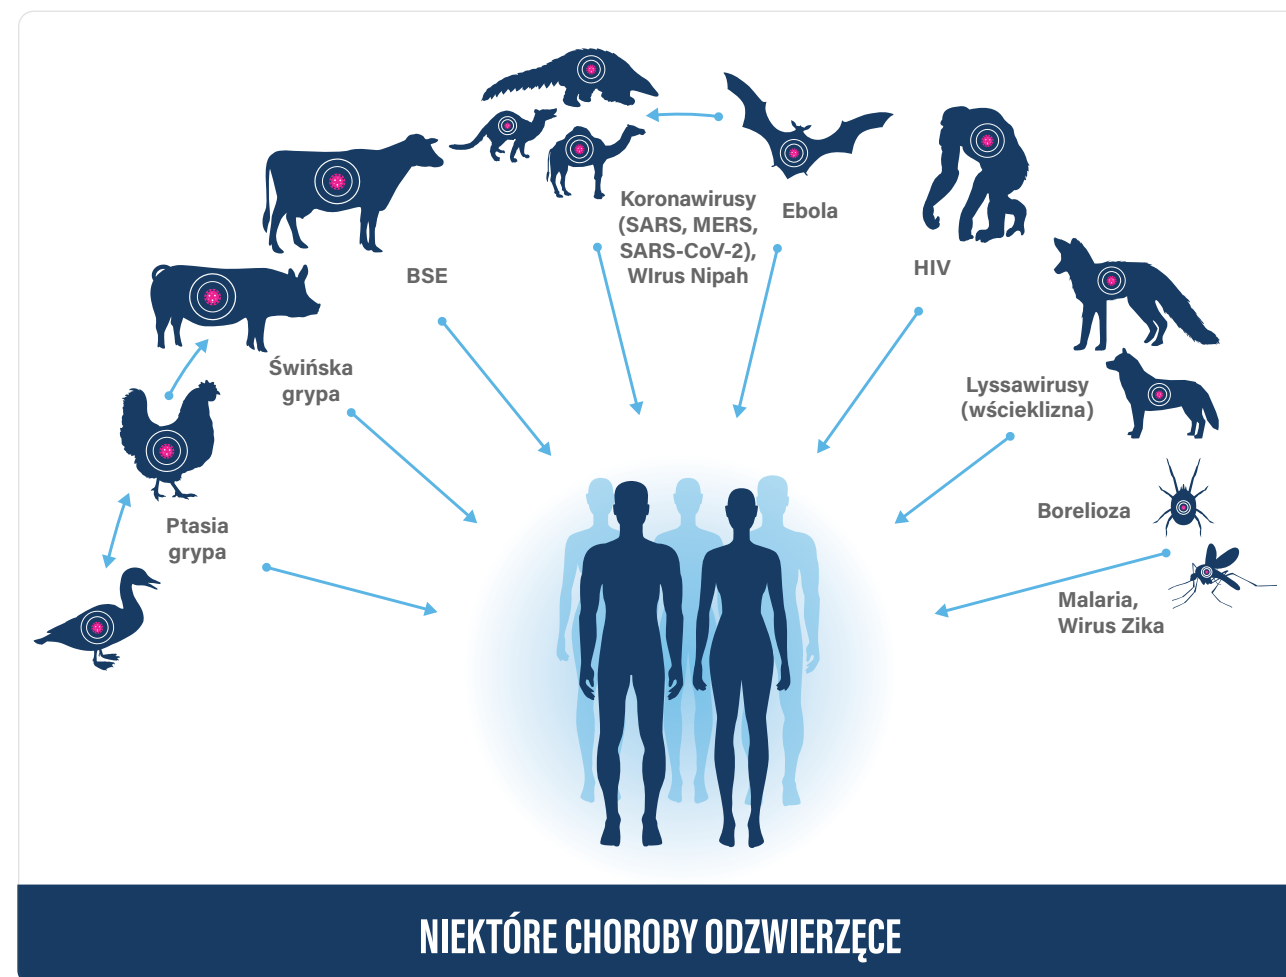 Koronawirusy
(SARS, MERS,
SARS-CoV-2),
WIrus Nipah
Ebola
BSE
HIV
Świńska
grypa
Lyssawirusy
(wścieklizna)
Ptasia
grypa
Borelioza
Malaria,
Wirus Zika
NIEKTÓRE CHOROBY ODZWIERZĘCE